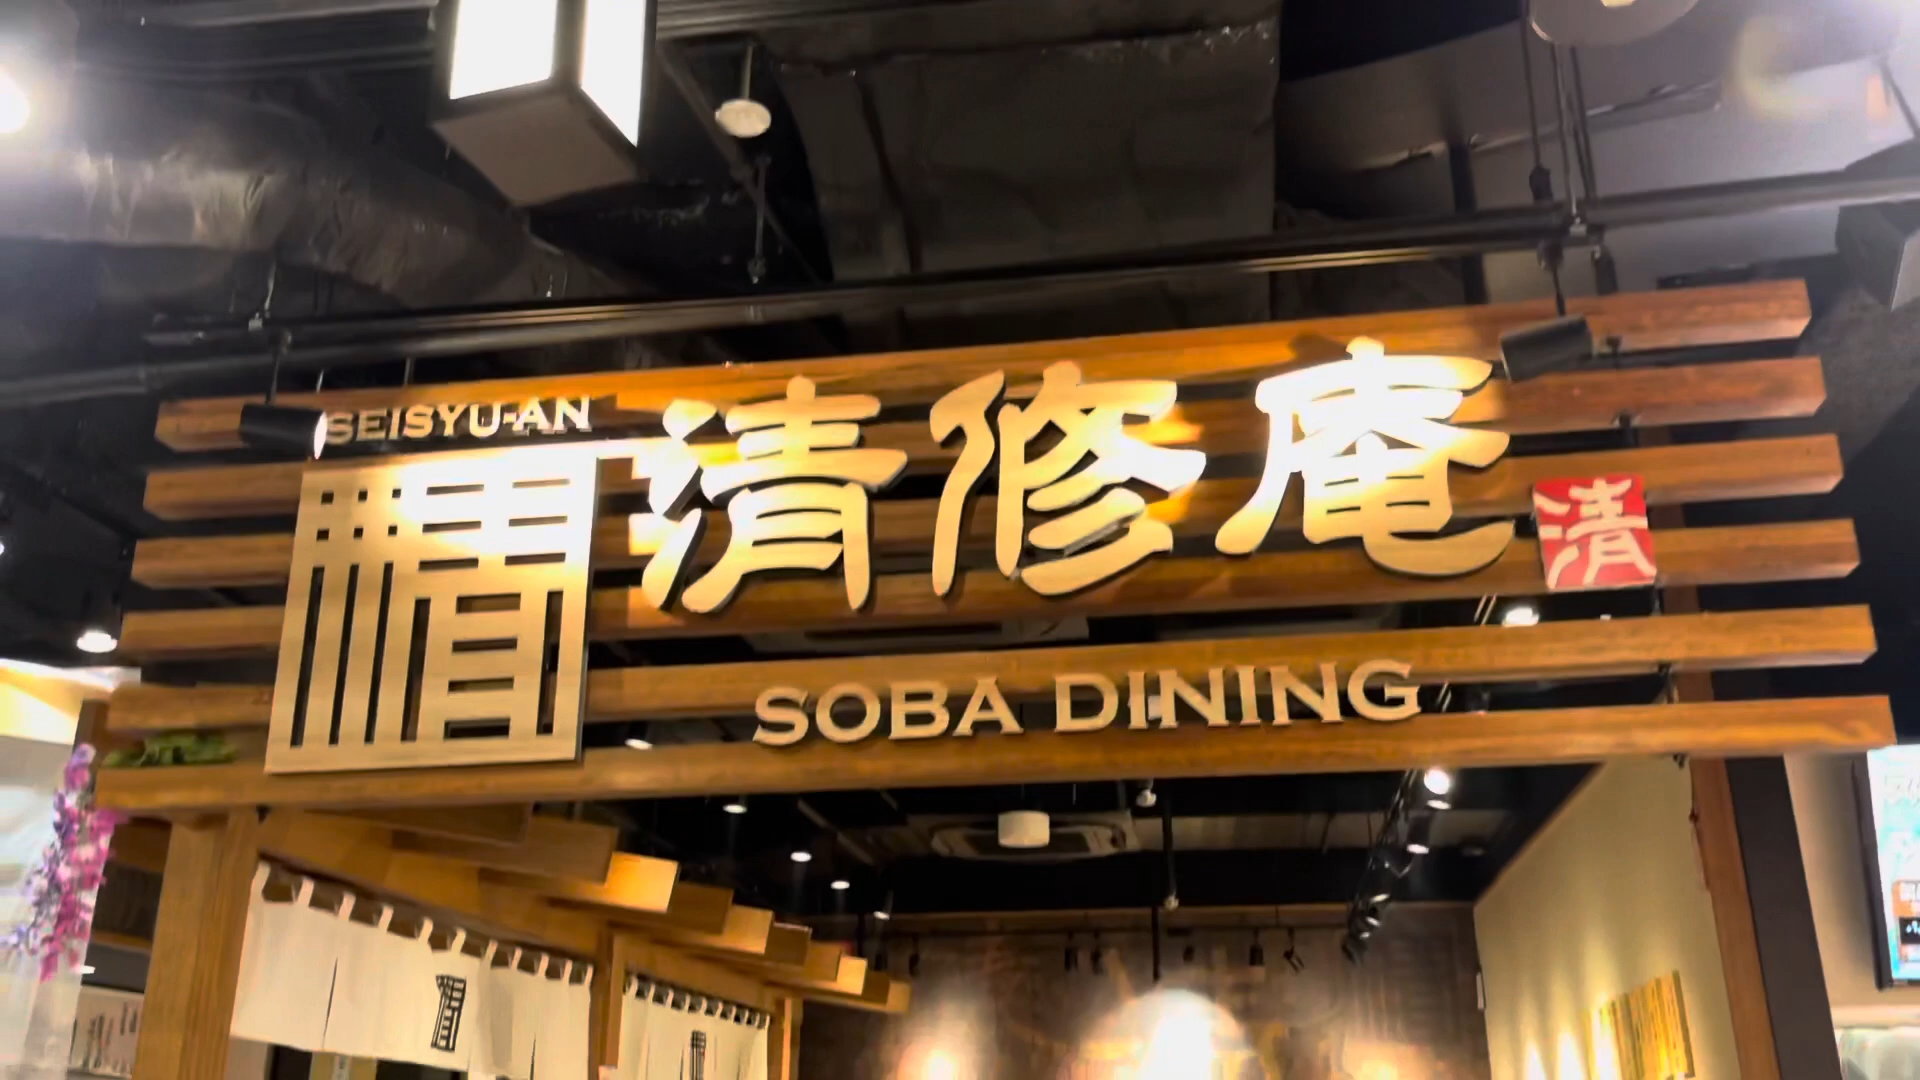 SEISYU-AN
清修庵
清
SOBA DINING